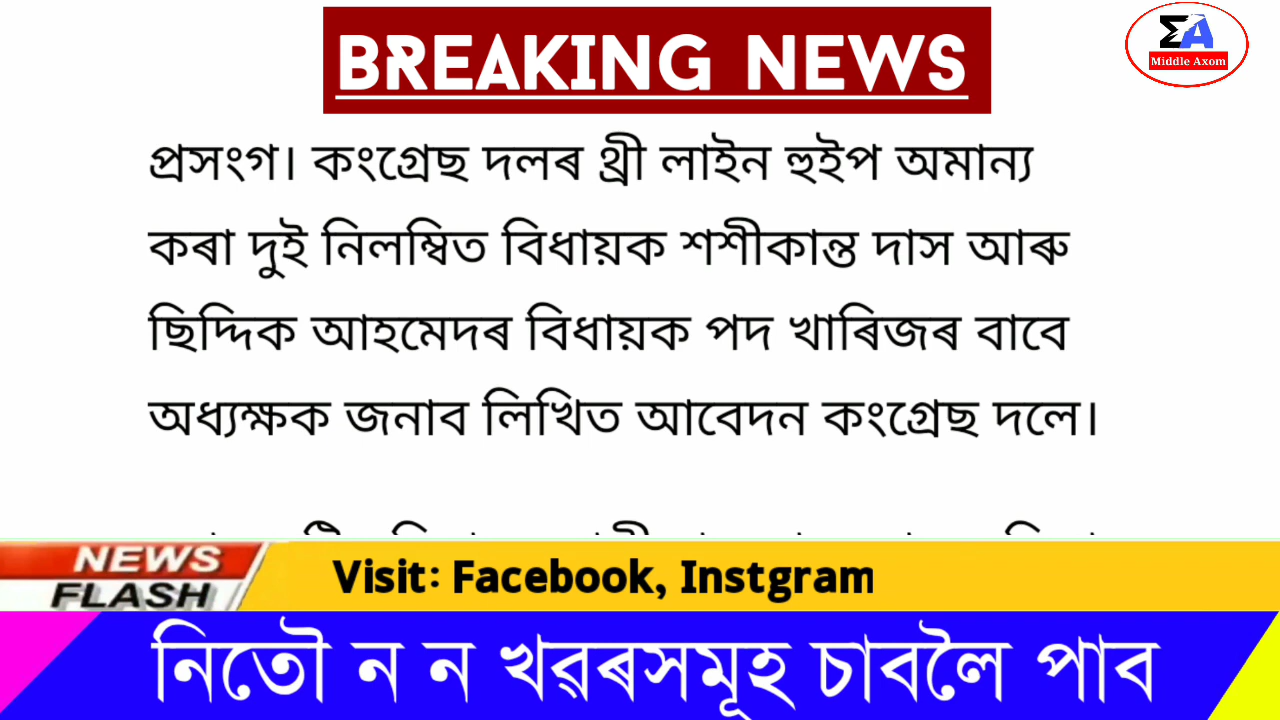 BREAKING NEWS
ΣA
Middle Axom
প্ৰসংগ। কংগ্ৰেছ দলৰ থ্ৰী লাইন হুইপ অমান্য
কৰা দুই নিলম্বিত বিধায়ক শশীকান্ত দাস আৰু
ছিদ্দিক আহমেদৰ বিধায়ক পদ খাৰিজৰ বাবে
অধ্যক্ষক জনাব লিখিত আবেদন কংগ্ৰেছ দলে।
NEWS
FLASH
Visit: Facebook, Instgram
নিতৌ ন ন খৱৰসমূহ চাবলৈ পাব